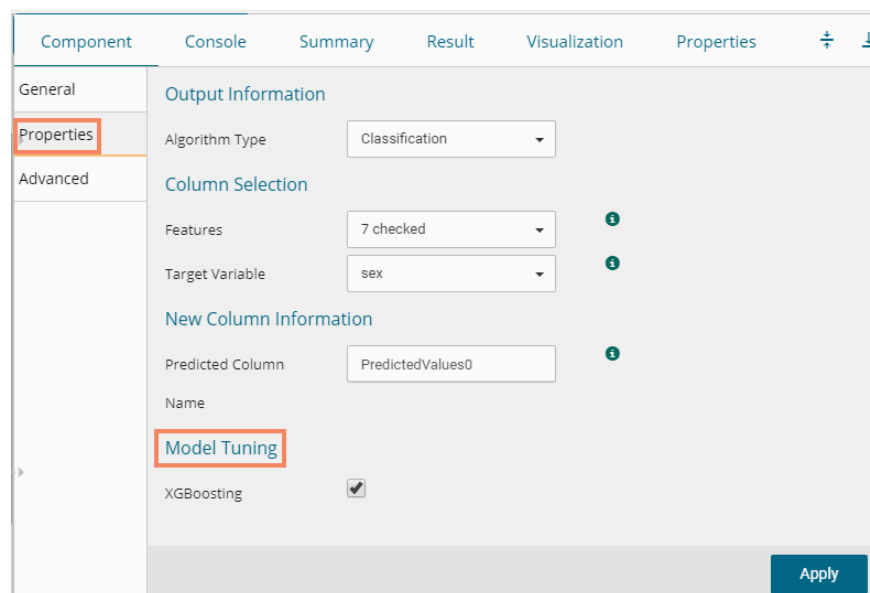 Component Console Summary Result Visualization Properties
General
Properties
Advanced
Output Information
Algorithm Type Classification
Column Selection
Features 7 checked
Target Variable sex
New Column Information
Predicted Column PredictedValues0
Name
Model Tuning
XGBoosting
Apply